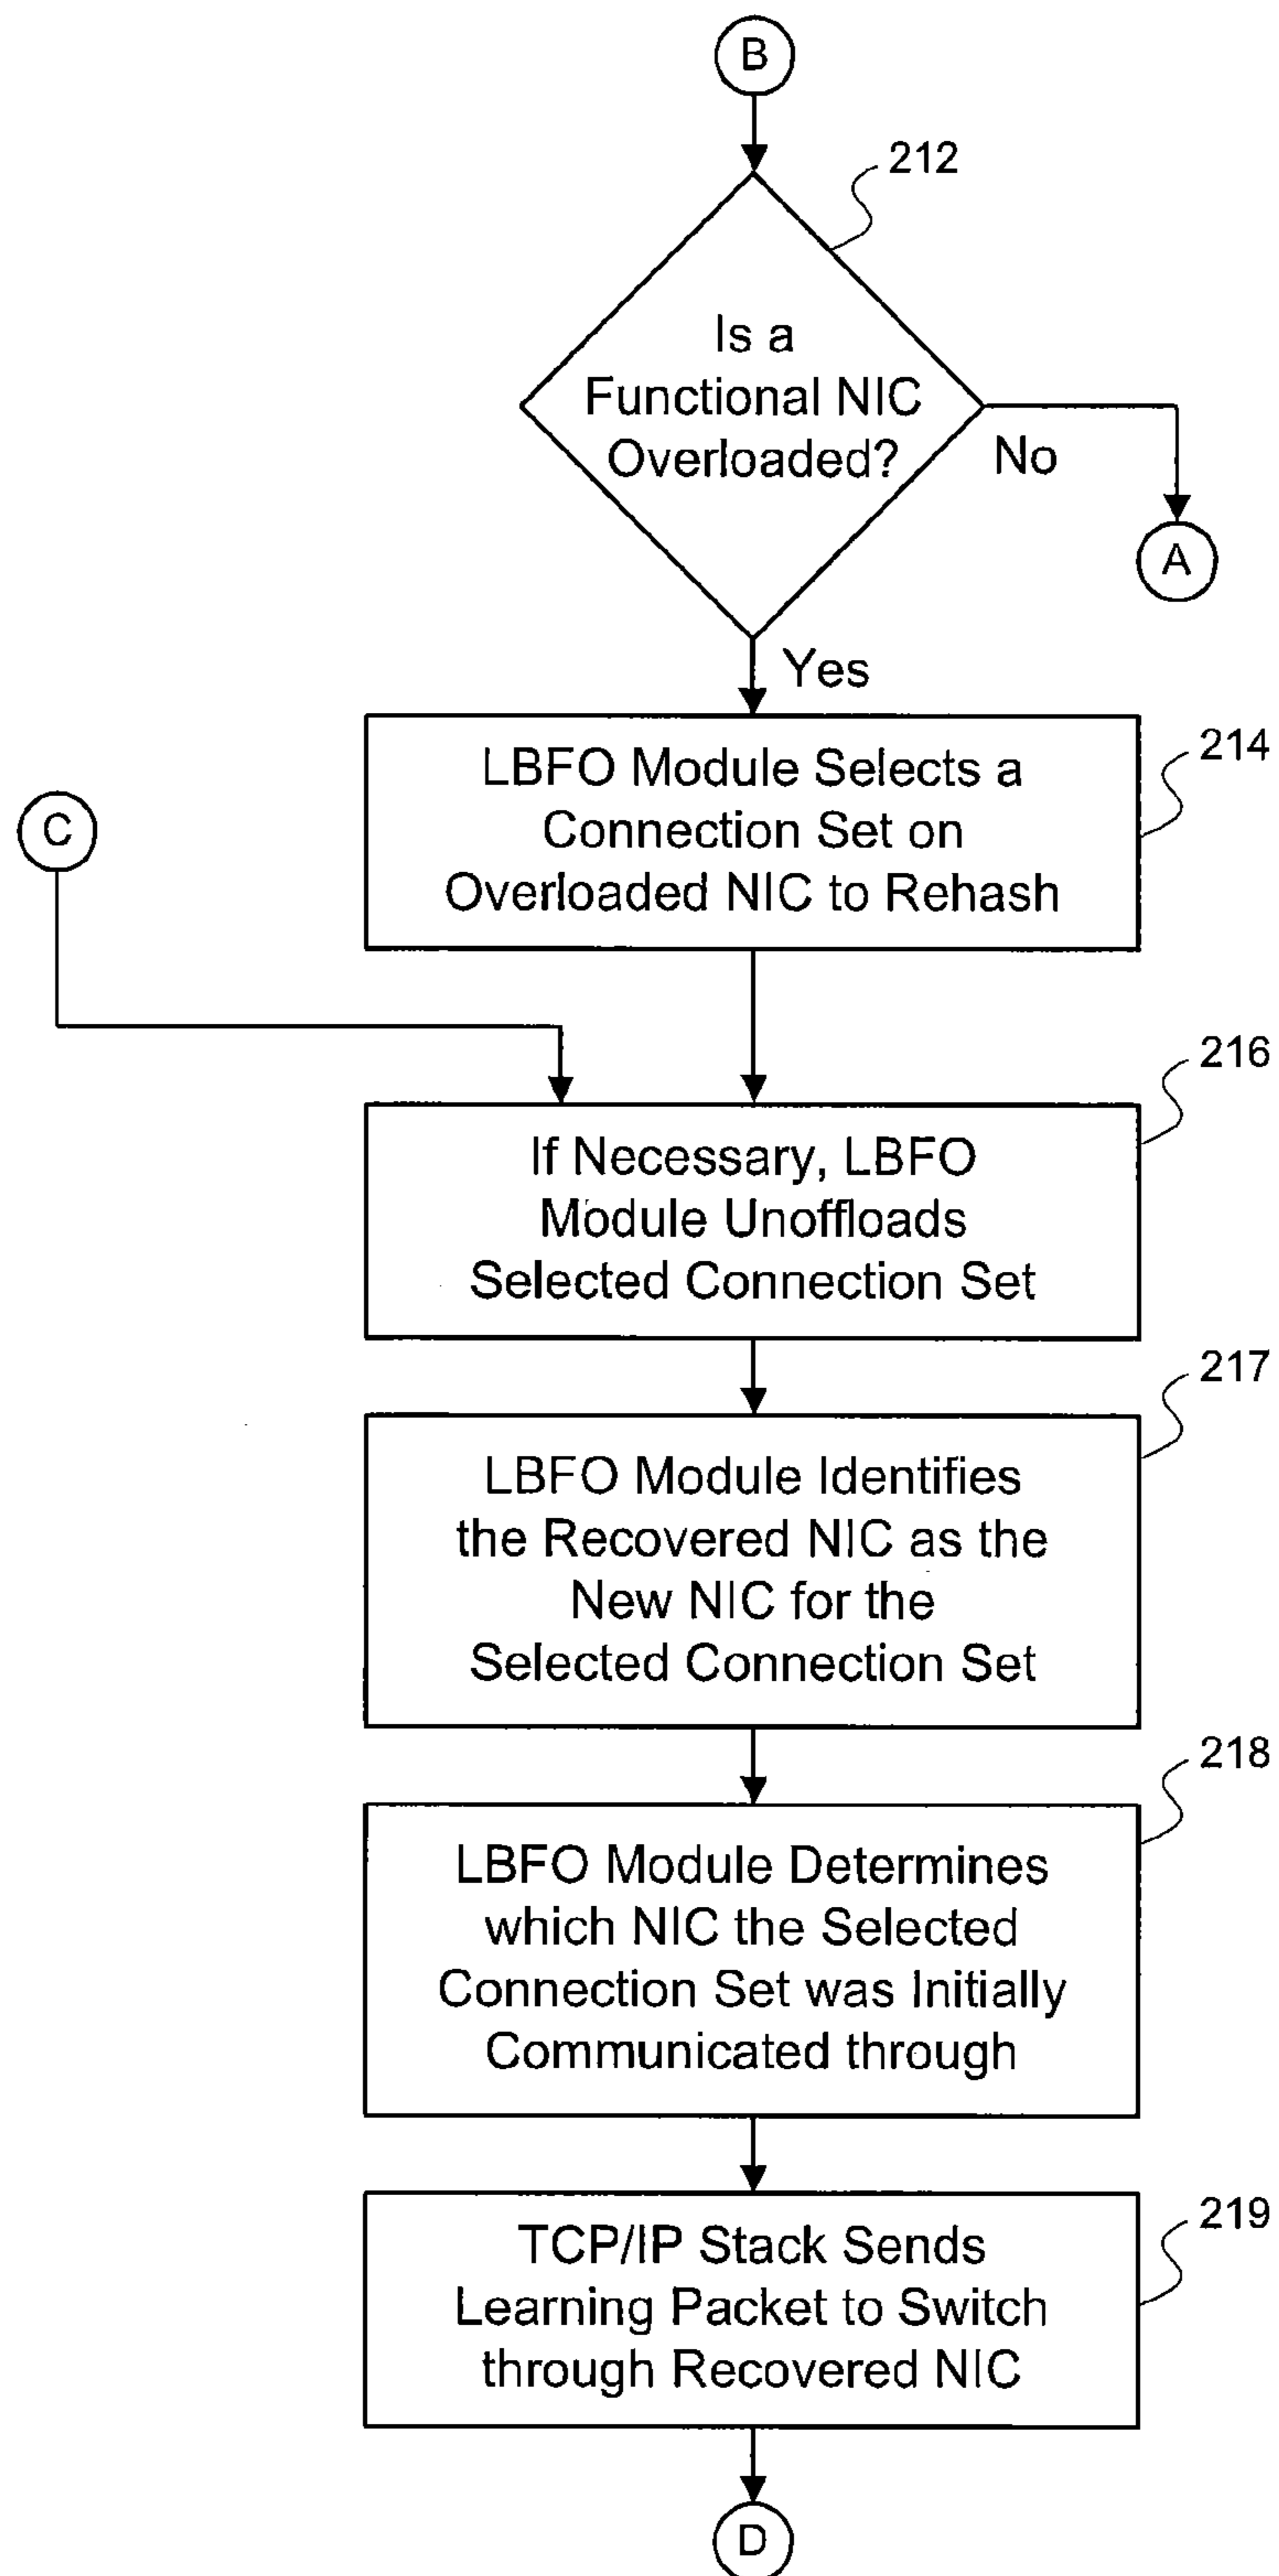 B
212
Is a
Functional NIC
Overloaded?
No
A
Yes
LBFO Module Selects a
Connection Set on
Overloaded NIC to Rehash
214
C
If Necessary, LBFO
Module Unoffloads
Selected Connection Set
216
LBFO Module Identifies
the Recovered NIC as the
New NIC for the
Selected Connection Set
217
LBFO Module Determines
which NIC the Selected
Connection Set was Initially
Communicated through
218
TCP/IP Stack Sends
Learning Packet to Switch
through Recovered NIC
219
D